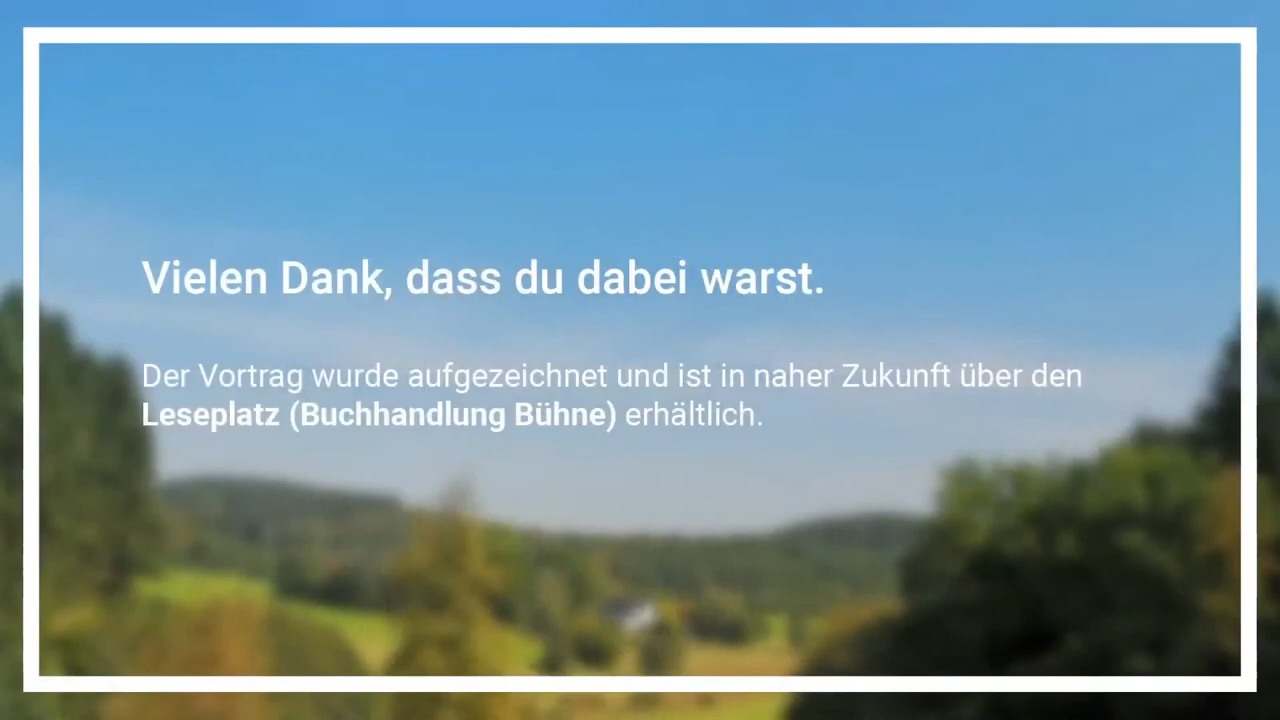 Vielen Dank, dass du dabei warst.
Der Vortrag wurde aufgezeichnet und ist in naher Zukunft über den
Leseplatz (Buchhandlung Bühne) erhältlich.